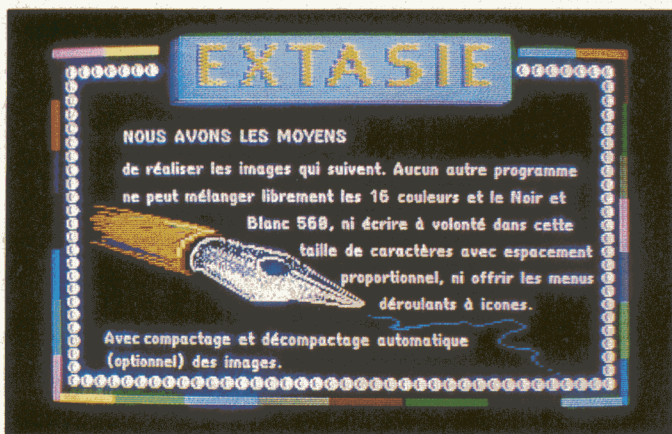 EXTASIE
NOUS AVONS LES MOYENS
de réaliser les images qui suivent. Aucun autre programme
ne peut mélanger librement les 16 couleurs et le Noir et
Blanc 560, ni écrire à volonté dans cette
taille de caractères avec espacement
proportionnel, ni offrir les menus
déroulants à icones.
Avec compactage et décompactage automatique
(optionnel) des images.